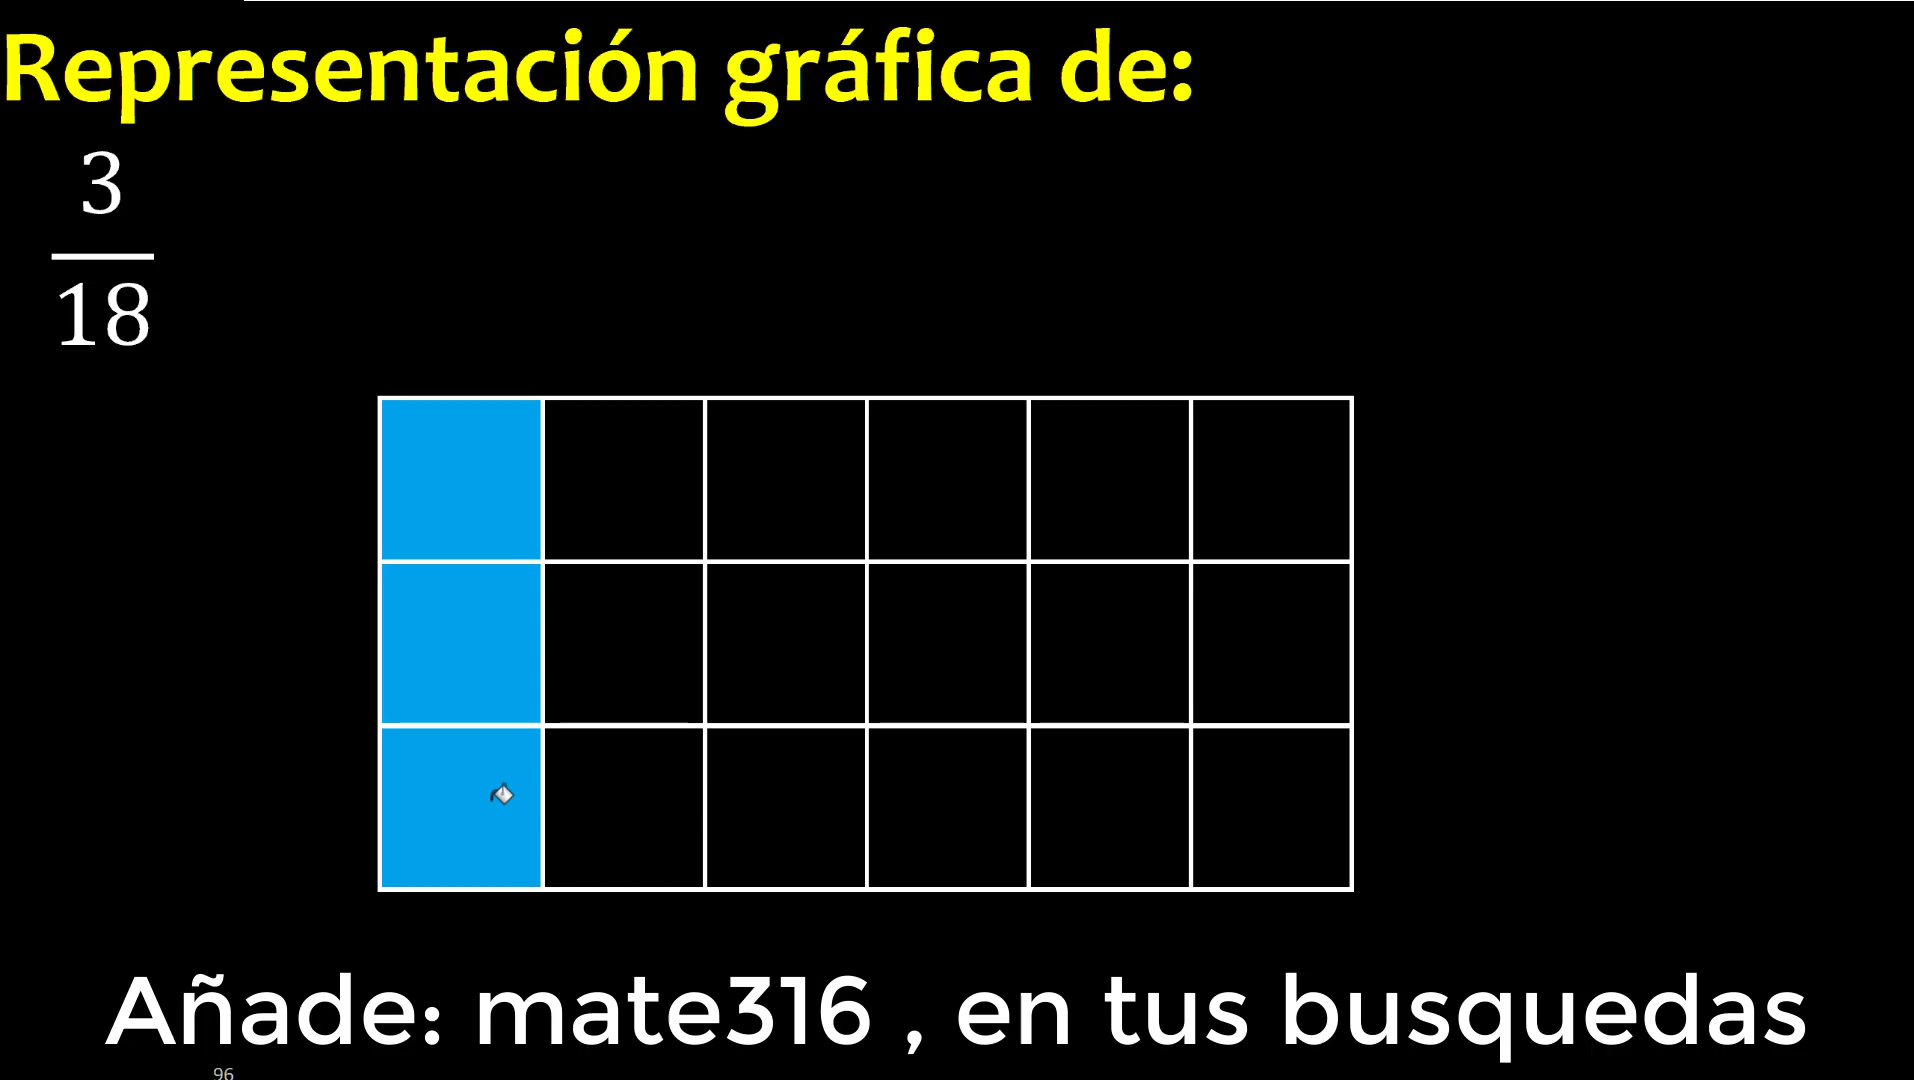 Representación gráfica de:
3
18
Añade: mate316 , en tus busquedas
96